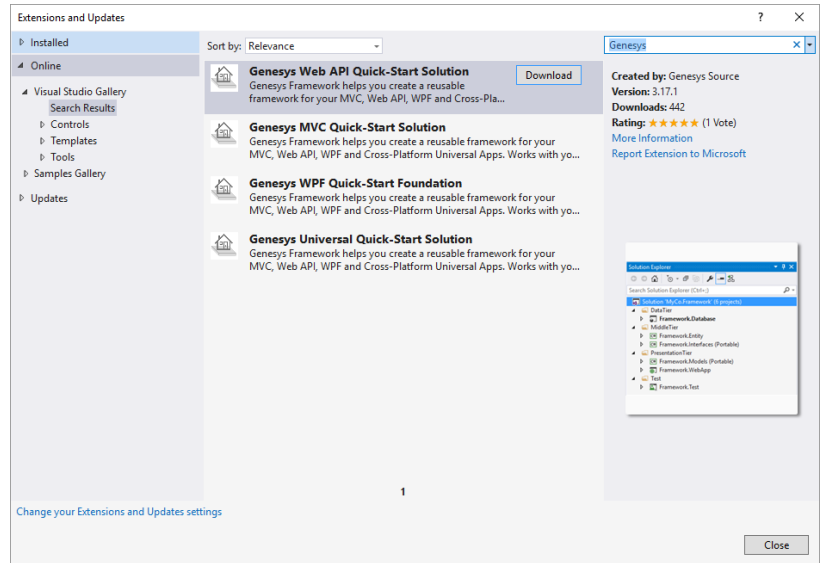 Extensions and Updates
Installed
Online
Visual Studio Gallery
Search Results
Controls
Templates
Tools
Samples Gallery
Updates
Sort by: Relevance
Genesys Web API Quick-Start Solution
Download
Genesys Framework helps you create a reusable
framework for your MVC, Web API, WPF and Cross-Pla...
Genesys MVC Quick-Start Solution
Genesys Framework helps you create a reusable framework for your
MVC, Web API, WPF and Cross-Platform Universal Apps. Works with yo...
Genesys WPF Quick-Start Foundation
Genesys Framework helps you create a reusable framework for your
MVC, Web API, WPF and Cross-Platform Universal Apps. Works with yo...
Genesys Universal Quick-Start Solution
Genesys Framework helps you create a reusable framework for your
MVC, Web API, WPF and Cross-Platform Universal Apps. Works with yo...
1
Genesys
Created by: Genesys Source
Version: 3.17.1
Downloads: 442
Rating: ★★★★★ (1 Vote)
More Information
Report Extension to Microsoft
Solution Explorer
Search Solution Explorer (Ctrl+;)
Solution 'MyCo.Framework' (6 projects)
DataTier
Framework.Database
MiddleTier
Framework.Entity
Framework.Interfaces (Portable)
PresentationTier
Framework.Models (Portable)
Framework.WebApp
Test
Framework.Test
Change your Extensions and Updates settings
Close